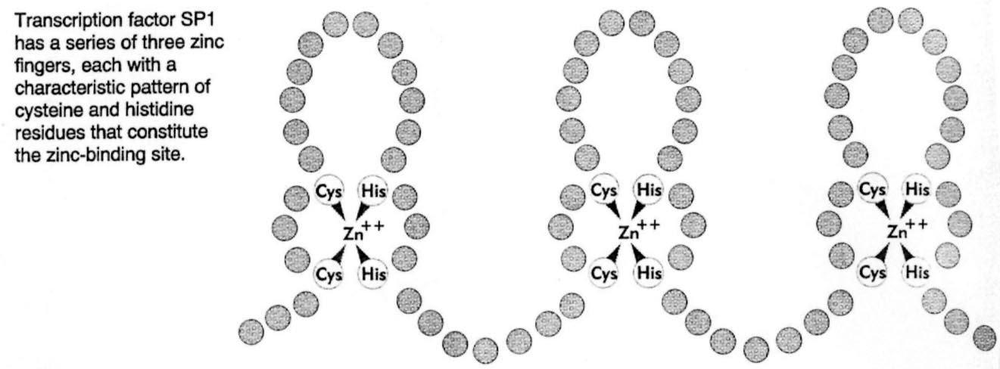 Transcription factor SP1
has a series of three zinc
fingers, each with a
characteristic pattern of
cysteine and histidine
residues that constitute
the zinc-binding site.
Cys His Cys His Cys His
Zn++ Zn++ Zn++
Cys His Cys His Cys His